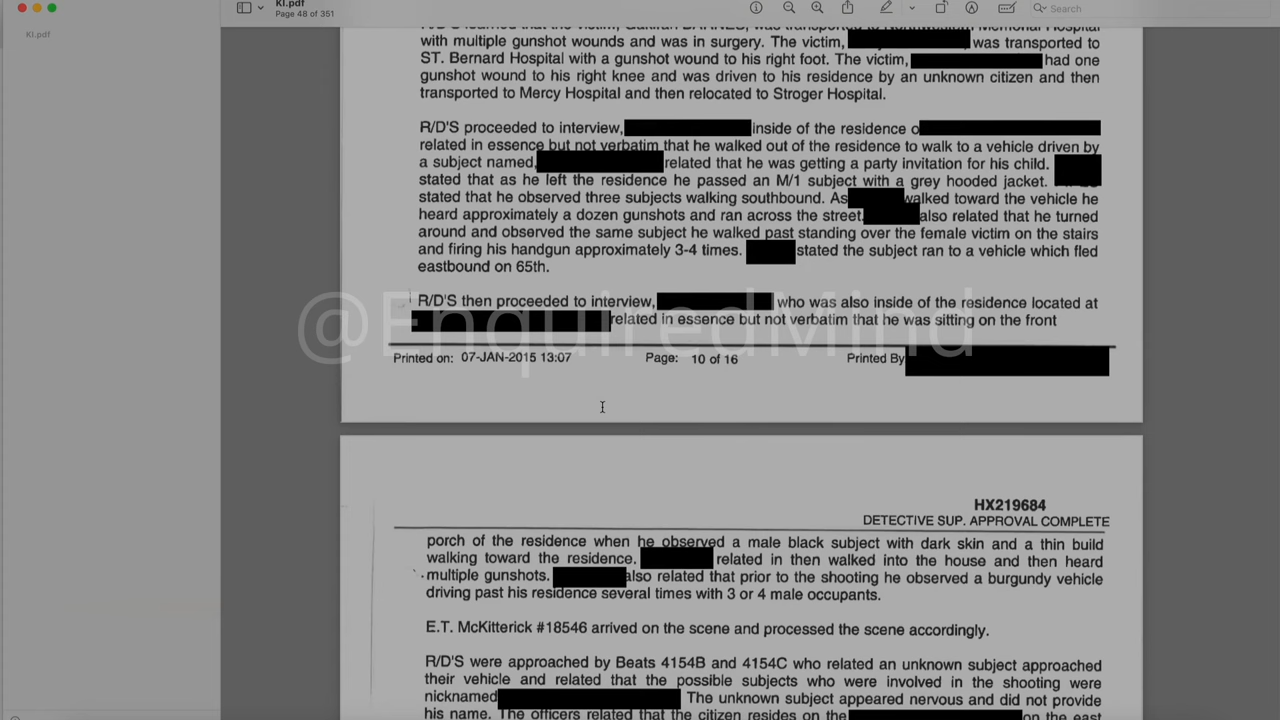 KI.pdf
Page 48 of 351
Search
KI.pdf
with multiple gunshot wounds and was in surgery. The victim, was transported to
ST. Bernard Hospital with a gunshot wound to his right foot. The victim, had one
gunshot wound to his right knee and was driven to his residence by an unknown citizen and then
transported to Mercy Hospital and then relocated to Stroger Hospital.
R/D'S proceeded to interview, inside of the residence o
related in essence but not verbatim that he walked out of the residence to walk to a vehicle driven by
a subject named, related that he was getting a party invitation for his child.
stated that as he left the residence he passed an M/1 subject with a grey hooded jacket.
stated that he observed three subjects walking southbound. As walked toward the vehicle he
heard approximately a dozen gunshots and ran across the street. also related that he turned
around and observed the same subject he walked past standing over the female victim on the stairs
and firing his handgun approximately 3-4 times. stated the subject ran to a vehicle which fled
eastbound on 65th.
R/D'S then proceeded to interview, who was also inside of the residence located at
related in essence but not verbatim that he was sitting on the front
@EnquiredMind
Printed on: 07-JAN-2015 13:07 Page: 10 of 16 Printed By
HX219684
DETECTIVE SUP. APPROVAL COMPLETE
porch of the residence when he observed a male black subject with dark skin and a thin build
walking toward the residence. related in then walked into the house and then heard
multiple gunshots. also related that prior to the shooting he observed a burgundy vehicle
driving past his residence several times with 3 or 4 male occupants.
E.T. McKitterick #18546 arrived on the scene and processed the scene accordingly.
R/D'S were approached by Beats 4154B and 4154C who related an unknown subject approached
their vehicle and related that the possible subjects who were involved in the shooting were
nicknamed The unknown subject appeared nervous and did not provide
his name. The officers related that the citizen resides on the on the east